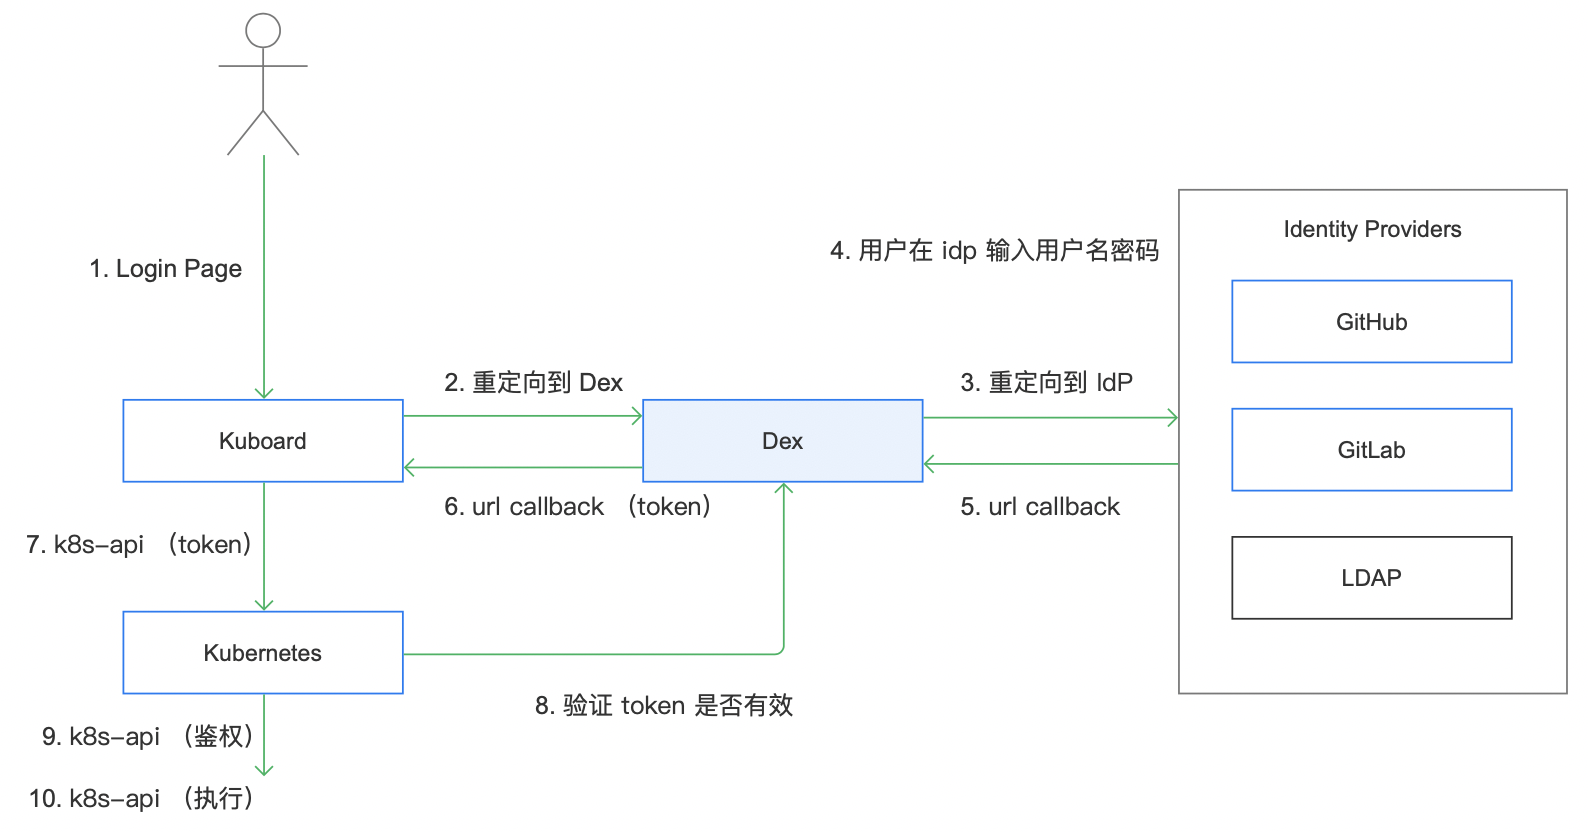 Identity Providers
4. 用户在 idp 输入用户名密码
1. Login Page
GitHub
2. 重定向到 Dex
3. 重定向到 IdP
Kuboard
Dex
GitLab
6. url callback （token）
5. url callback
7. k8s-api （token）
LDAP
Kubernetes
8. 验证 token 是否有效
9. k8s-api （鉴权）
10. k8s-api （执行）